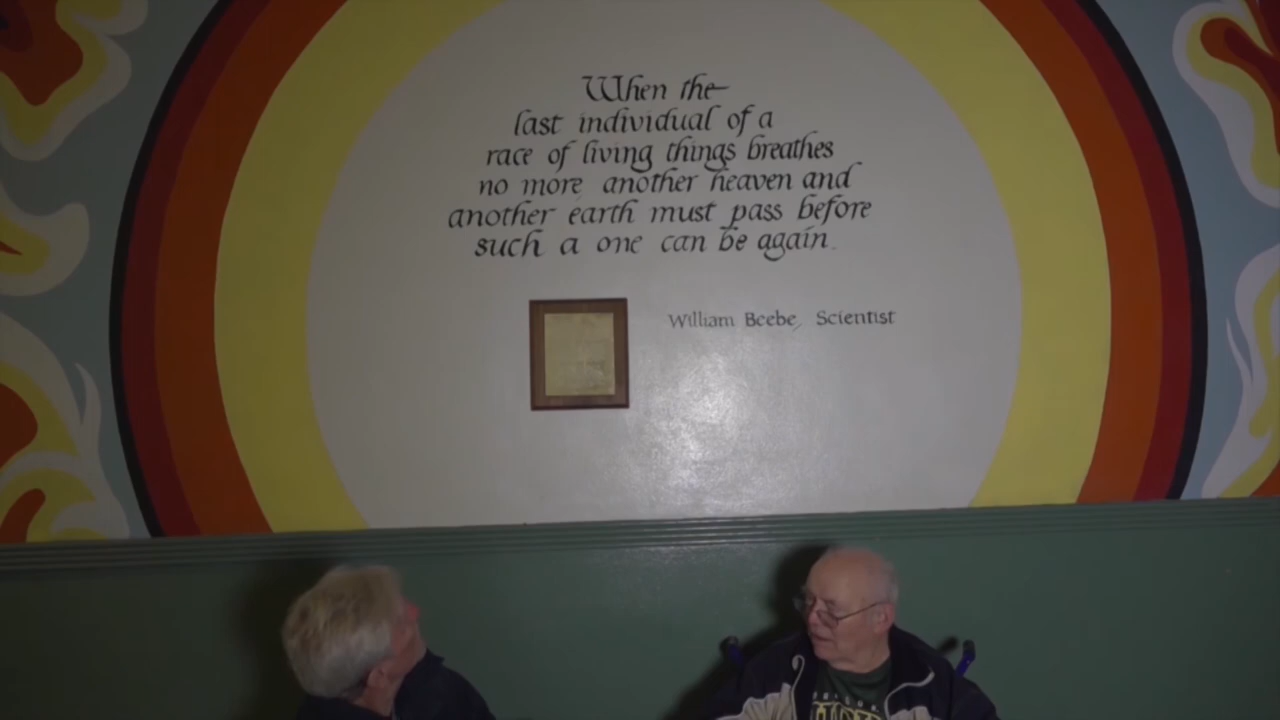 When the
last individual of a
race of living things breathes
no more another heaven and
another earth must pass before
such a one can be again.
William Beebe, Scientist